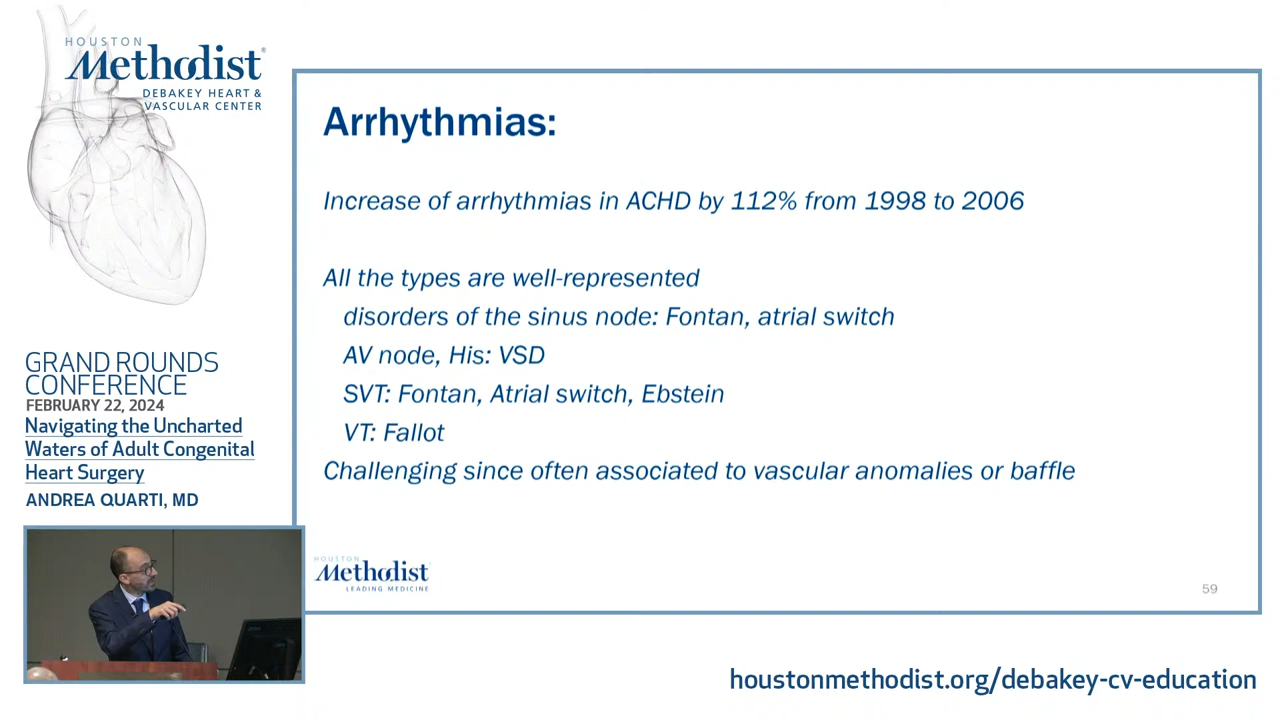 HOUSTON
Methodist®
DEBAKEY HEART &
VASCULAR CENTER
GRAND ROUNDS
CONFERENCE
FEBRUARY 22, 2024
Navigating the Uncharted
Waters of Adult Congenital
Heart Surgery
ANDREA QUARTI, MD
Arrhythmias:
Increase of arrhythmias in ACHD by 112% from 1998 to 2006
All the types are well-represented
disorders of the sinus node: Fontan, atrial switch
AV node, His: VSD
SVT: Fontan, Atrial switch, Ebstein
VT: Fallot
Challenging since often associated to vascular anomalies or baffle
HOUSTON
Methodist
LEADING MEDICINE
59
houstonmethodist.org/debakey-cv-education